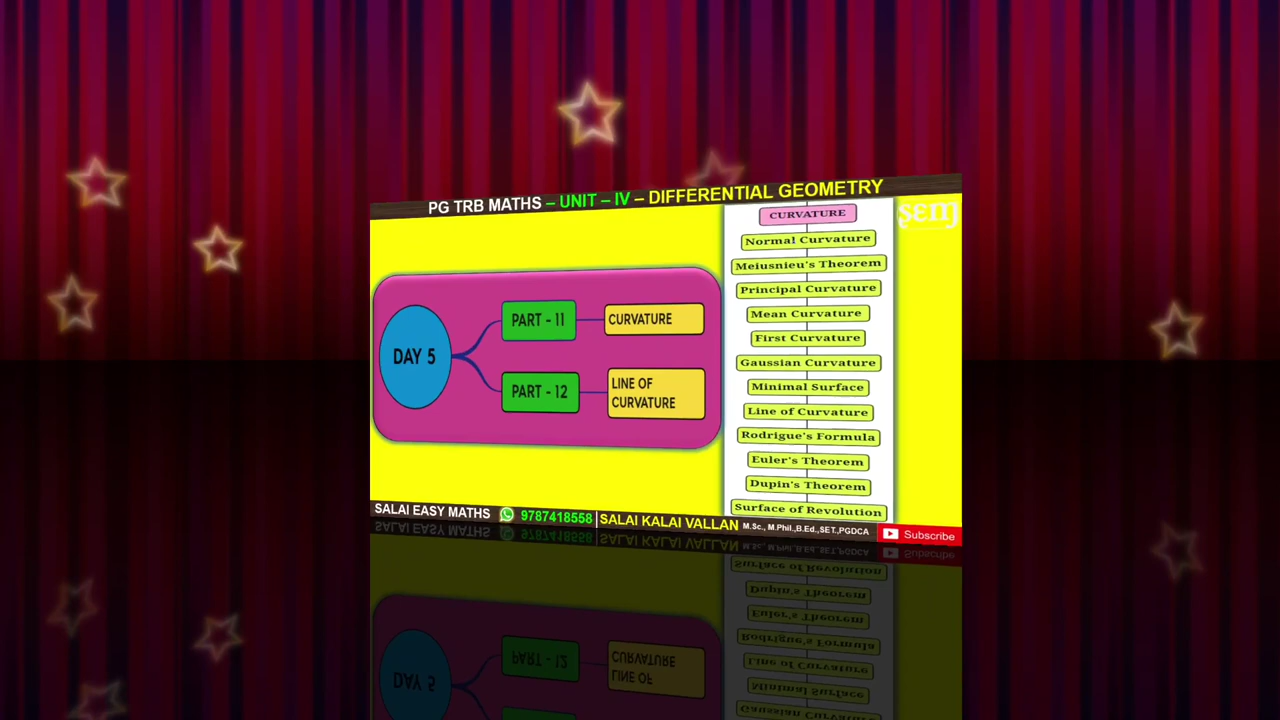 PG TRB MATHS – UNIT – IV – DIFFERENTIAL GEOMETRY
sem
DAY 5
PART - 11
CURVATURE
PART - 12
LINE OF
CURVATURE
CURVATURE
Normal Curvature
Meiusnieu's Theorem
Principal Curvature
Mean Curvature
First Curvature
Gaussian Curvature
Minimal Surface
Line of Curvature
Rodrigue's Formula
Euler's Theorem
Dupin's Theorem
Surface of Revolution
SALAI EASY MATHS 9787418558 SALAI KALAI VALLAN M.Sc., M.Phil.,B.Ed.,SET.,PGDCA
Subscribe